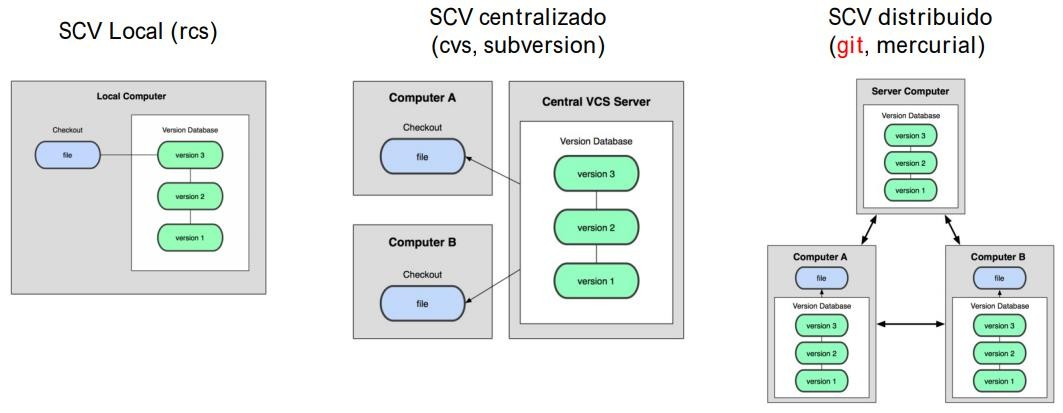 SCV Local (rcs)
Local Computer
Checkout
Version Database
file
version 3
version 2
version 1
SCV centralizado
(cvs, subversion)
Computer A
Checkout
file
Computer B
Checkout
file
Central VCS Server
Version Database
version 3
version 2
version 1
SCV distribuido
(git, mercurial)
Server Computer
Version Database
version 3
version 2
version 1
Computer A
file
Version Database
version 3
version 2
version 1
Computer B
file
Version Database
version 3
version 2
version 1